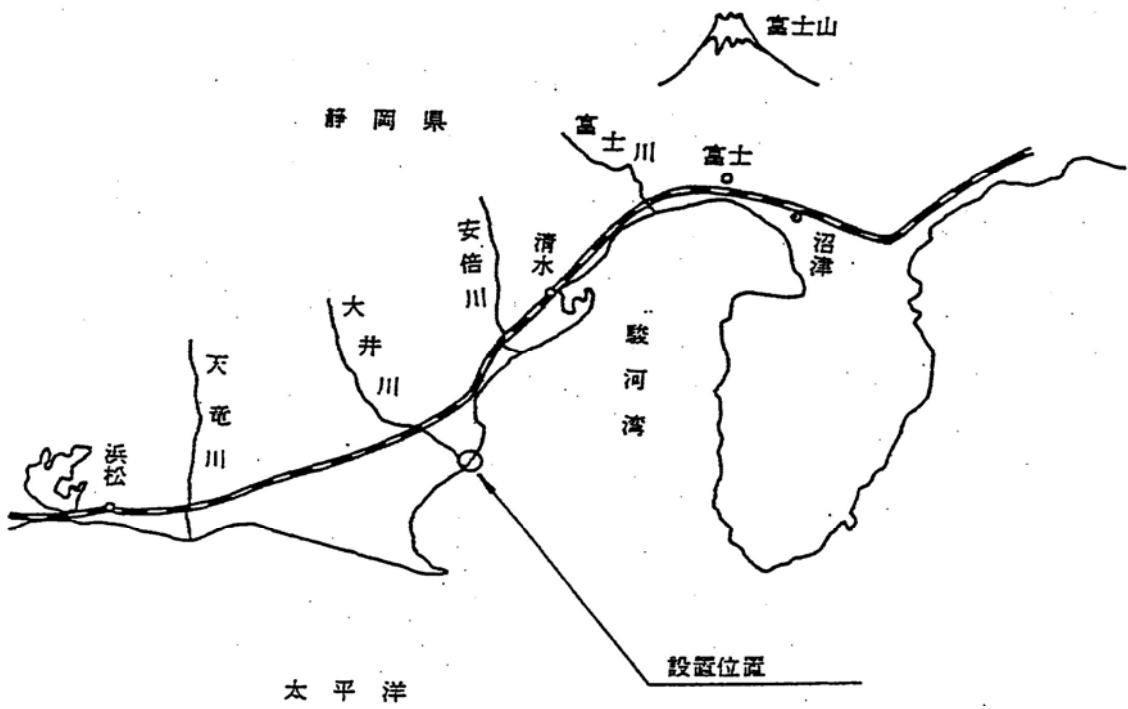 富士山
静岡県
富士川
富士
安倍川
清水
沼津
大井川
駿河湾
天竜川
浜松
設置位置
太平洋